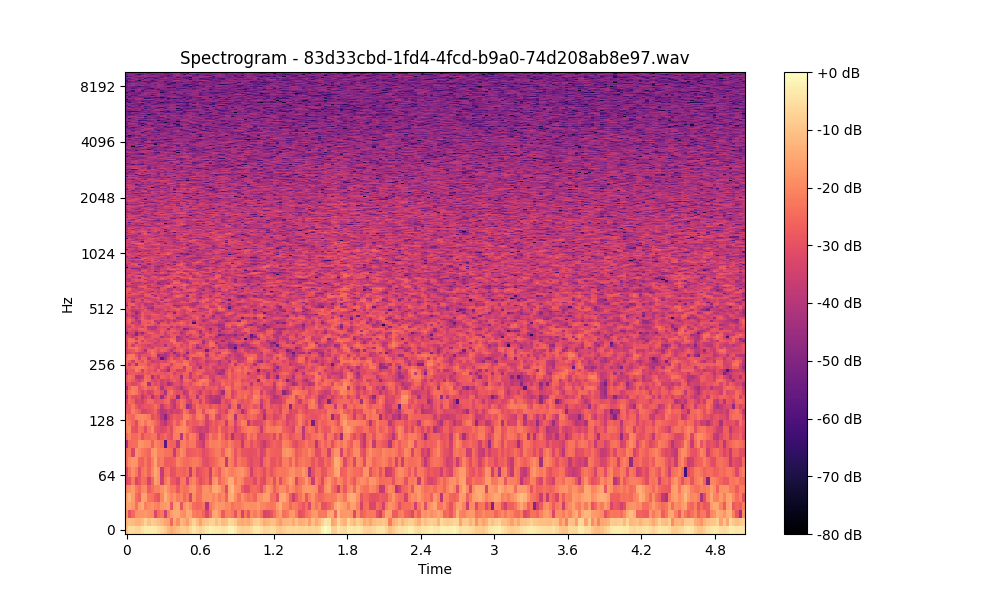 Spectrogram - 83d33cbd-1fd4-4fcd-b9a0-74d208ab8e97.wav
8192
4096
2048
1024
512
256
128
64
0
Hz
0 0.6 1.2 1.8 2.4 3 3.6 4.2 4.8
Time
+0 dB
-10 dB
-20 dB
-30 dB
-40 dB
-50 dB
-60 dB
-70 dB
-80 dB